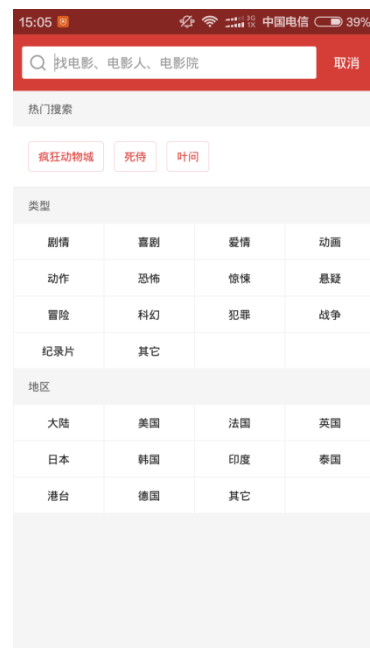 15:05 3G 1X 中国电信 39%
找电影、电影人、电影院 取消
热门搜索
疯狂动物城 死侍 叶问
类型
剧情 喜剧 爱情 动画
动作 恐怖 惊悚 悬疑
冒险 科幻 犯罪 战争
纪录片 其它
地区
大陆 美国 法国 英国
日本 韩国 印度 泰国
港台 德国 其它